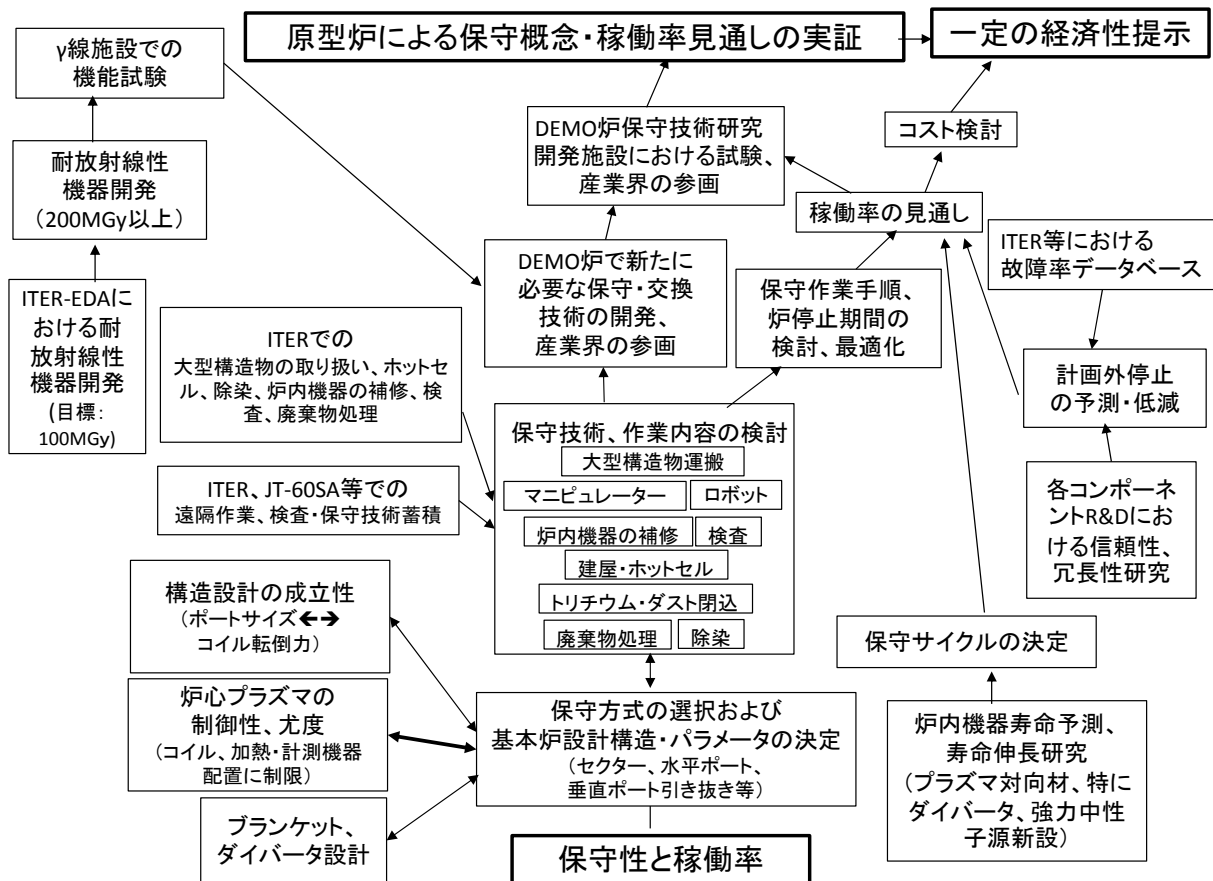 原型炉による保守概念・稼働率見通しの実証
一定の経済性提示
γ線施設での
機能試験
DEMO炉保守技術研究
開発施設における試験、
産業界の参画
コスト検討
耐放射線性
機器開発
（200MGy以上）
稼働率の見通し
ITER等における
故障率データベース
DEMO炉で新たに
必要な保守・交換
技術の開発、
産業界の参画
保守作業手順、
炉停止期間の
検討、最適化
ITER-EDAに
おける耐
放射線性
機器開発
(目標：
100MGy)
ITERでの
大型構造物の取り扱い、ホットセ
ル、除染、炉内機器の補修、検
査、廃棄物処理
計画外停止
の予測・低減
保守技術、作業内容の検討
大型構造物運搬
マニピュレーター
ロボット
炉内機器の補修
検査
建屋・ホットセル
トリチウム・ダスト閉込
廃棄物処理
除染
ITER、JT-60SA等での
遠隔作業、検査・保守技術蓄積
各コンポーネ
ントR&Dにお
ける信頼性、
冗長性研究
構造設計の成立性
（ポートサイズ←→
コイル転倒力）
保守サイクルの決定
炉心プラズマの
制御性、尤度
（コイル、加熱・計測機器
配置に制限）
保守方式の選択および
基本炉設計構造・パラメータの決定
（セクター、水平ポート、
垂直ポート引き抜き等）
炉内機器寿命予測、
寿命伸長研究
（プラズマ対向材、特に
ダイバータ、強力中性
子源新設）
ブランケット、
ダイバータ設計
保守性と稼働率